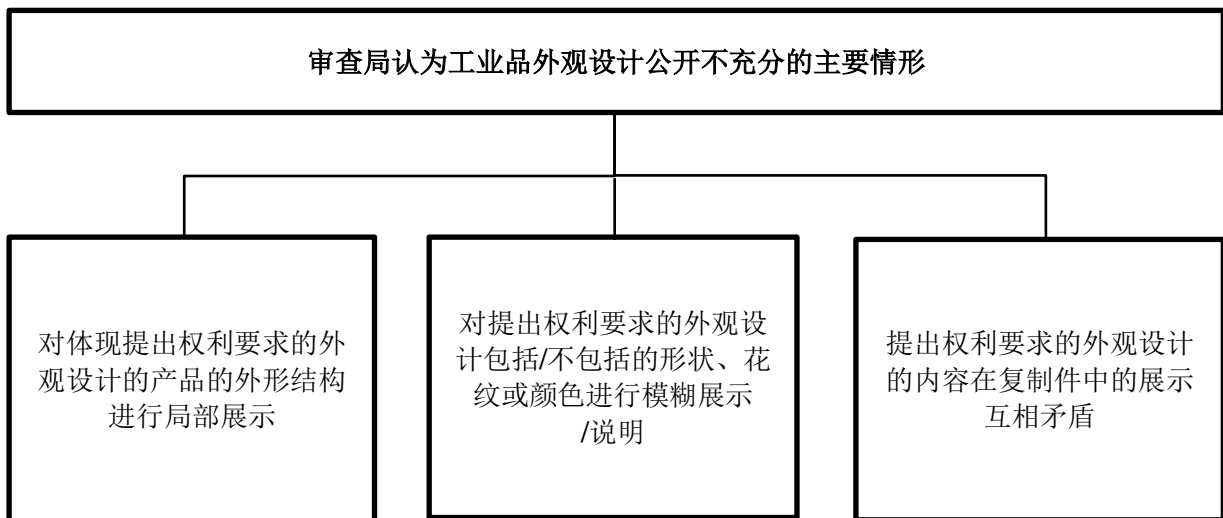 审查局认为工业品外观设计公开不充分的主要情形
对体现提出权利要求的外
观设计的产品的外形结构
进行局部展示
对提出权利要求的外观设
计包括/不包括的形状、花
纹或颜色进行模糊展示
/说明
提出权利要求的外观设计
的内容在复制件中的展示
互相矛盾